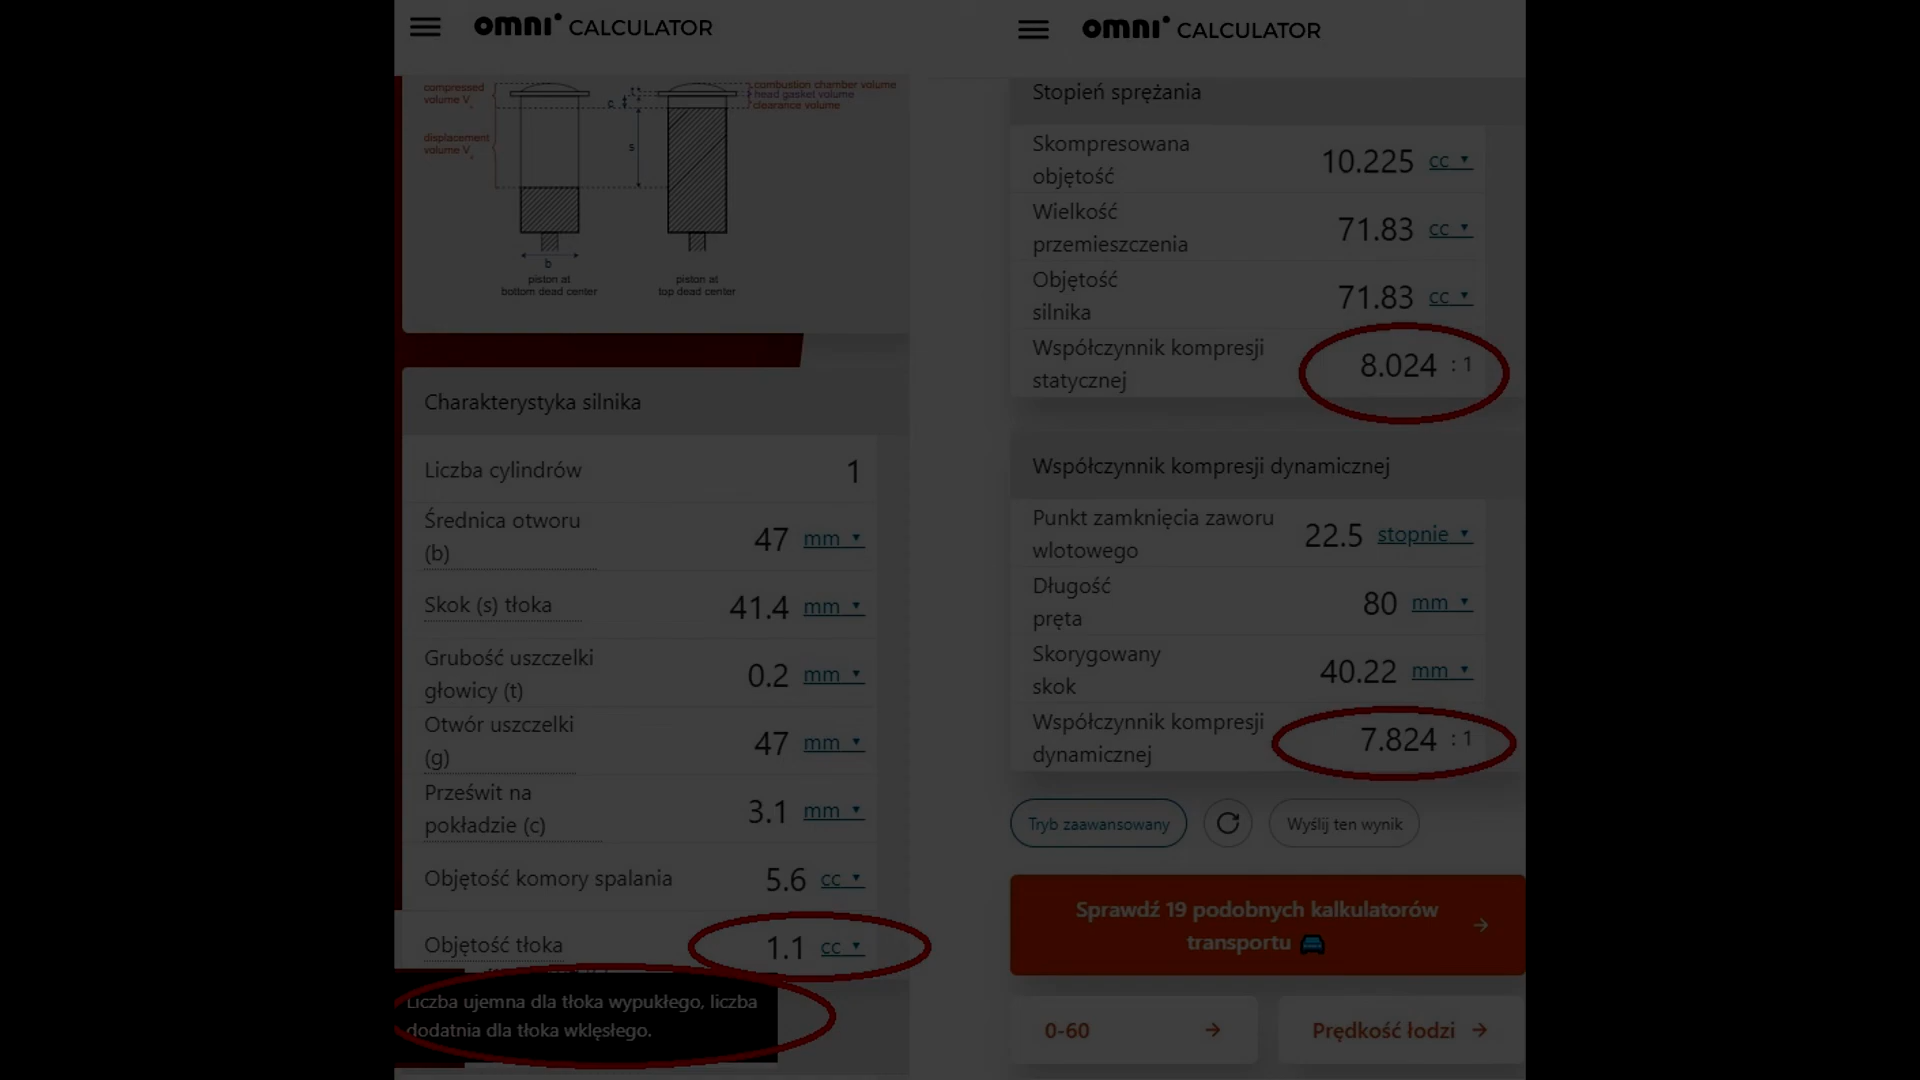 omni CALCULATOR
compressed
volume V
displacement
volume V
c
t
s
b
combustion chamber volume
head gasket volume
clearance volume
piston at
bottom dead center
piston at
top dead center
Charakterystyka silnika
Liczba cylindrów 1
Średnica otworu
(b) 47 mm
Skok (s) tłoka 41.4 mm
Grubość uszczelki
głowicy (t) 0.2 mm
Otwór uszczelki
(g) 47 mm
Prześwit na
pokładzie (c) 3.1 mm
Objętość komory spalania 5.6 cc
Objętość tłoka 1.1 cc
Liczba ujemna dla tłoka wypukłego, liczba
dodatnia dla tłoka wklęsłego.
omni CALCULATOR
Stopień sprężania
Skompresowana
objętość 10.225 cc
Wielkość
przemieszczenia 71.83 cc
Objętość
silnika 71.83 cc
Współczynnik kompresji
statycznej 8.024 : 1
Współczynnik kompresji dynamicznej
Punkt zamknięcia zaworu
wlotowego 22.5 stopnie
Długość
pręta 80 mm
Skorygowany
skok 40.22 mm
Współczynnik kompresji
dynamicznej 7.824 : 1
Tryb zaawansowany
Wyślij ten wynik
Sprawdź 19 podobnych kalkulatorów
transportu
0-60
Prędkość łodzi